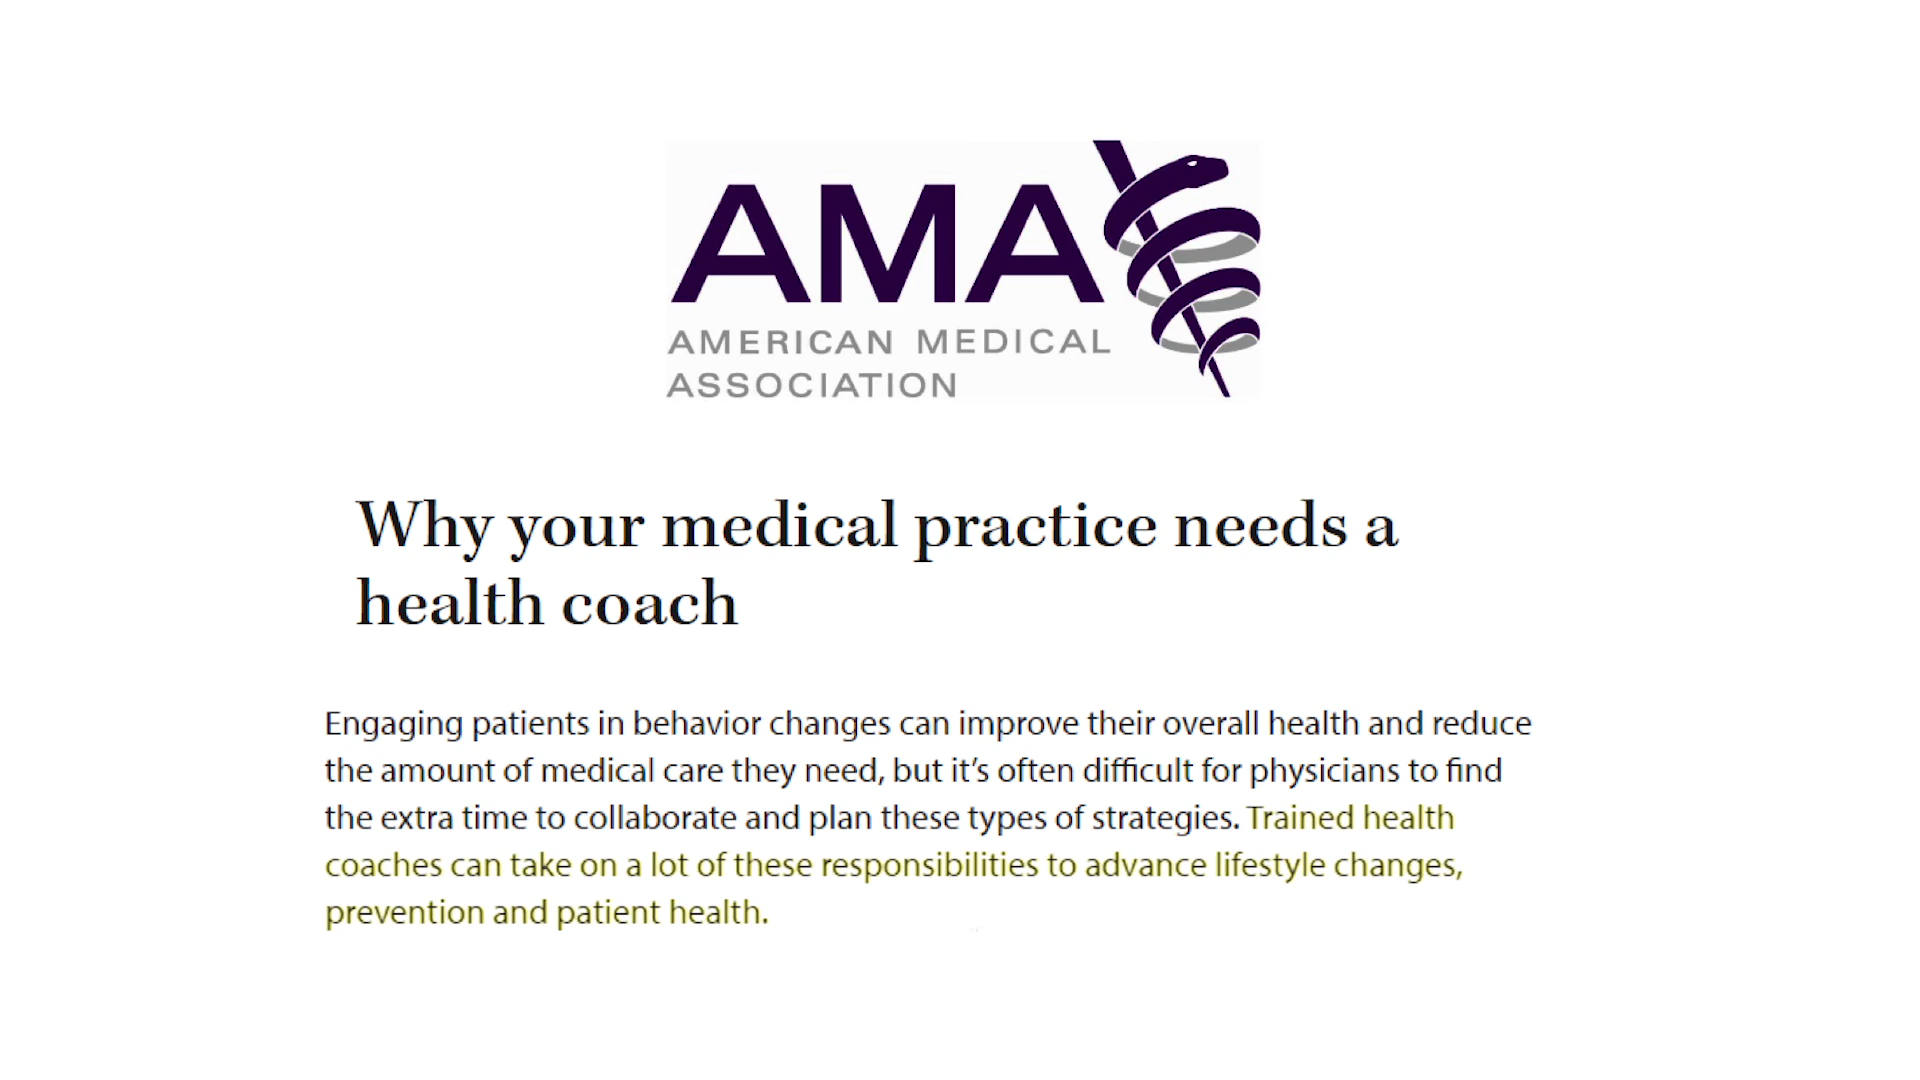 AMA
AMERICAN MEDICAL
ASSOCIATION
Why your medical practice needs a
health coach
Engaging patients in behavior changes can improve their overall health and reduce
the amount of medical care they need, but it’s often difficult for physicians to find
the extra time to collaborate and plan these types of strategies. Trained health
coaches can take on a lot of these responsibilities to advance lifestyle changes,
prevention and patient health.